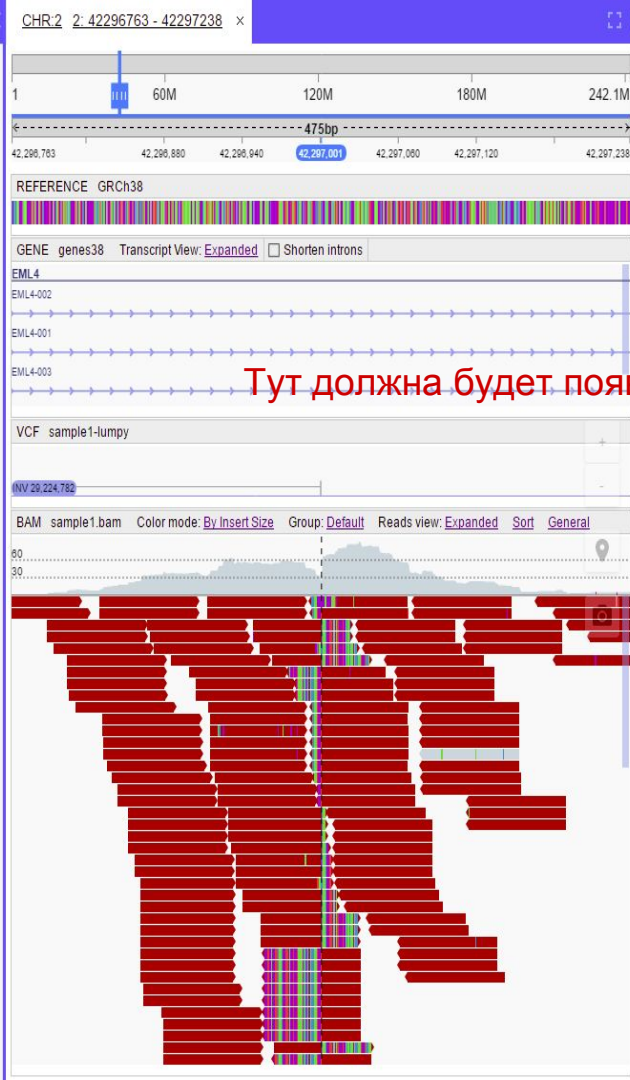 CHR:2 2: 42296763 - 42297238 ×
1 60M 120M 180M 242.1M
475bp
42,296,763 42,296,880 42,296,940 42,297,001 42,297,060 42,297,120 42,297,238
REFERENCE GRCh38
GENE genes38 Transcript View: Expanded Shorten introns
EML4
EML4-002
EML4-001
EML4-003
Тут должна будет
VCF sample1-lumpy
+
INV 29,224,782
-
BAM sample1.bam Color mode: By Insert Size Group: Default Reads view: Expanded Sort General
60
30